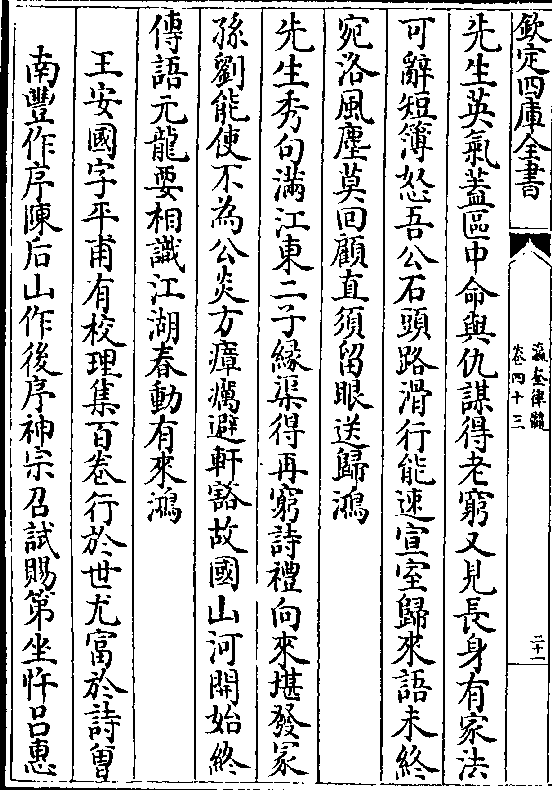 欽定四庫全書
瀛奎律髓
卷四十三
二十一
先生英氣蓋區中命與仇謀得老窮又見長身有家法
可辭短簿怒吾公石頭路滑行能速宣室歸來語未終
宛洛風塵莫回顧直須留眼送歸鴻
先生秀句滿江東二子緣渠得再窮詩禮向來堪發冢
孫劉能使不為公炎方瘴癘避軒豁故國山河開始終
傳語元龍要相識江湖春動有來鴻
王安國字平甫有校理集百卷行於世尤富於詩曾
南豐作序陳后山作後序神宗召試賜第坐忤吕惠